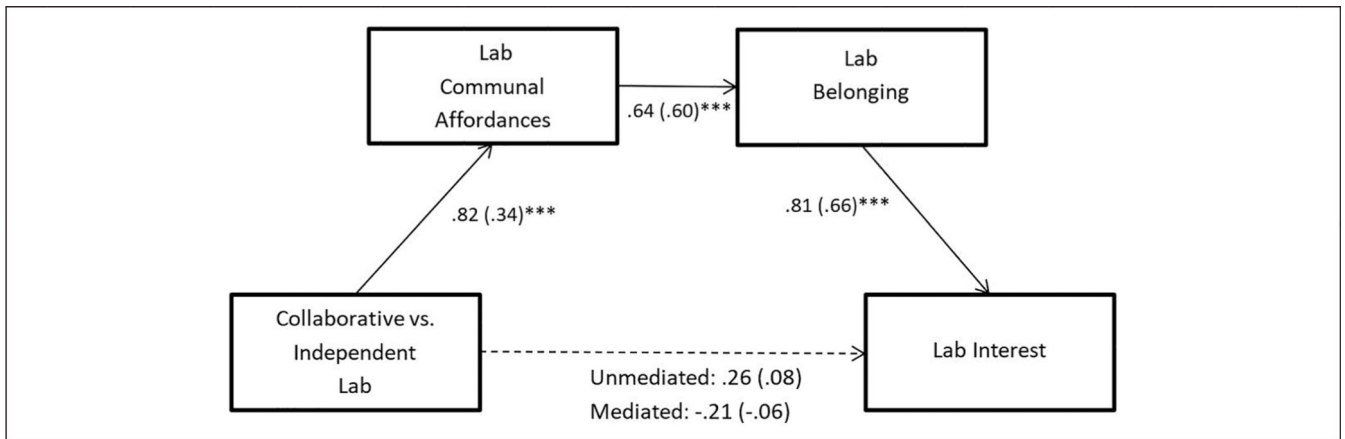 Lab
Communal
Affordances
Lab
Belonging
.64 (.60)***
.82 (.34)***
.81 (.66)***
Collaborative vs.
Independent
Lab
Lab Interest
Unmediated: .26 (.08)
Mediated: -.21 (-.06)